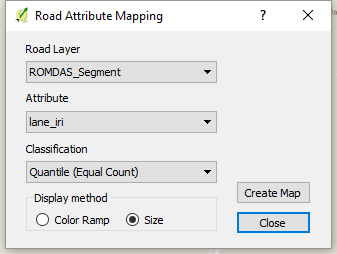 Road Attribute Mapping
Road Layer
ROMDAS_Segment
Attribute
lane_iri
Classification
Quantile (Equal Count)
Display method
Color Ramp
Size
Create Map
Close